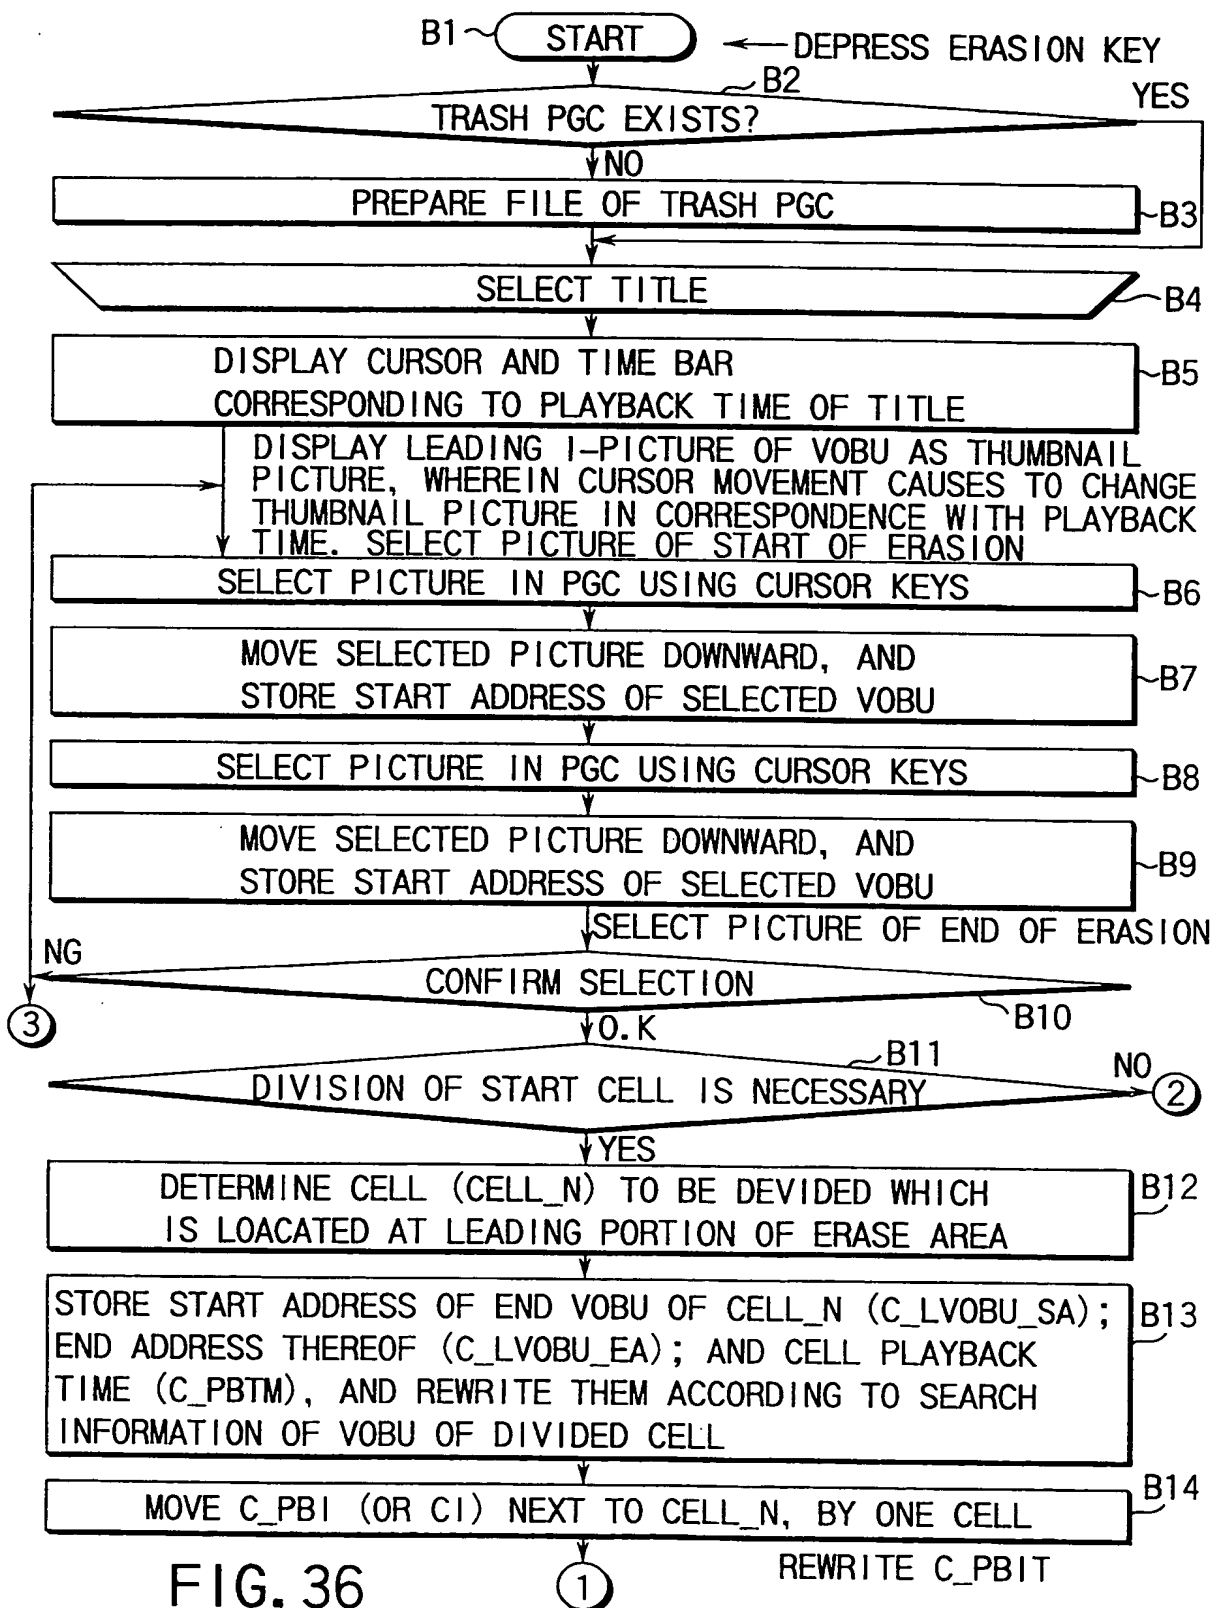 B1 START ← DEPRESS ERASION KEY
B2
TRASH PGC EXISTS?
YES
NO
PREPARE FILE OF TRASH PGC
B3
SELECT TITLE
B4
DISPLAY CURSOR AND TIME BAR
CORRESPONDING TO PLAYBACK TIME OF TITLE
B5
DISPLAY LEADING I-PICTURE OF VOBU AS THUMBNAIL
PICTURE, WHEREIN CURSOR MOVEMENT CAUSES TO CHANGE
THUMBNAIL PICTURE IN CORRESPONDENCE WITH PLAYBACK
TIME. SELECT PICTURE OF START OF ERASION
SELECT PICTURE IN PGC USING CURSOR KEYS
B6
MOVE SELECTED PICTURE DOWNWARD, AND
STORE START ADDRESS OF SELECTED VOBU
B7
SELECT PICTURE IN PGC USING CURSOR KEYS
B8
MOVE SELECTED PICTURE DOWNWARD, AND
STORE START ADDRESS OF SELECTED VOBU
B9
SELECT PICTURE OF END OF ERASION
NG
CONFIRM SELECTION
B10
3
O.K
B11
DIVISION OF START CELL IS NECESSARY
NO
2
YES
DETERMINE CELL (CELL_N) TO BE DEVIDED WHICH
IS LOACATED AT LEADING PORTION OF ERASE AREA
B12
STORE START ADDRESS OF END VOBU OF CELL_N (C_LVOBU_SA);
END ADDRESS THEREOF (C_LVOBU_EA); AND CELL PLAYBACK
TIME (C_PBTM), AND REWRITE THEM ACCORDING TO SEARCH
INFORMATION OF VOBU OF DIVIDED CELL
B13
MOVE C_PBI (OR CI) NEXT TO CELL_N, BY ONE CELL
B14
REWRITE C_PBIT
1
FIG. 36